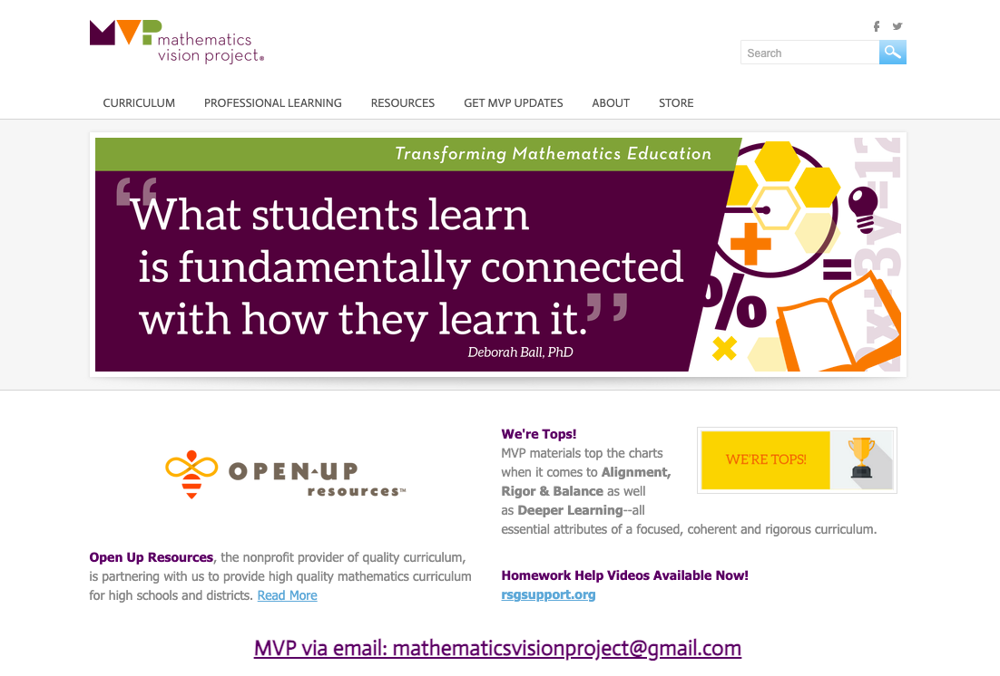 MVP mathematics
vision project®
Search
CURRICULUM PROFESSIONAL LEARNING RESOURCES GET MVP UPDATES ABOUT STORE
Transforming Mathematics Education
“What students learn
is fundamentally connected
with how they learn it.”
Deborah Ball, PhD
% =
OPEN-UP
resources™
Open Up Resources, the nonprofit provider of quality curriculum,
is partnering with us to provide high quality mathematics curriculum
for high schools and districts. Read More
We're Tops!
MVP materials top the charts
when it comes to Alignment,
Rigor & Balance as well
as Deeper Learning--all
essential attributes of a focused, coherent and rigorous curriculum.
WE'RE TOPS!
Homework Help Videos Available Now!
rsgsupport.org
MVP via email: mathematicsvisionproject@gmail.com